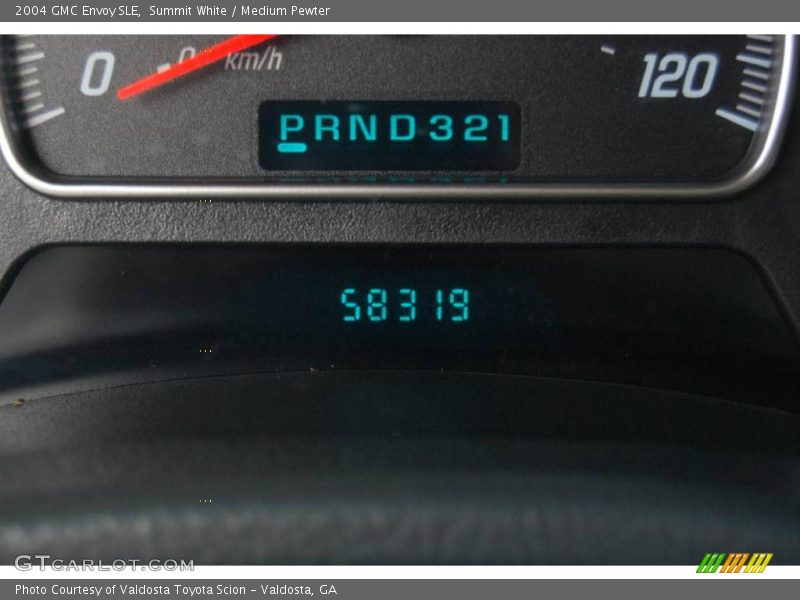 2004 GMC Envoy SLE, Summit White / Medium Pewter
0 0 km/h 120
PRND321
58319
GTCARLOT.COM
Photo Courtesy of Valdosta Toyota Scion - Valdosta, GA